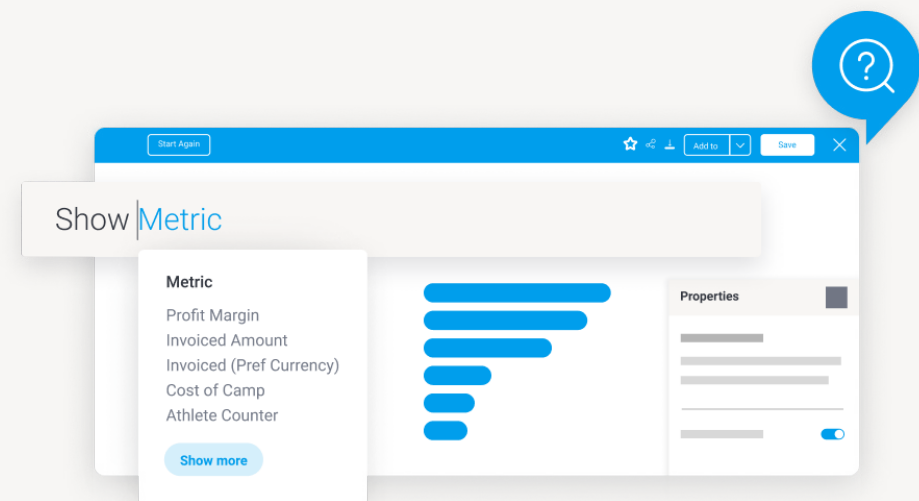 Start Again
Add to
Save
Show Metric
Metric
Profit Margin
Invoiced Amount
Invoiced (Pref Currency)
Cost of Camp
Athlete Counter
Show more
Properties
?